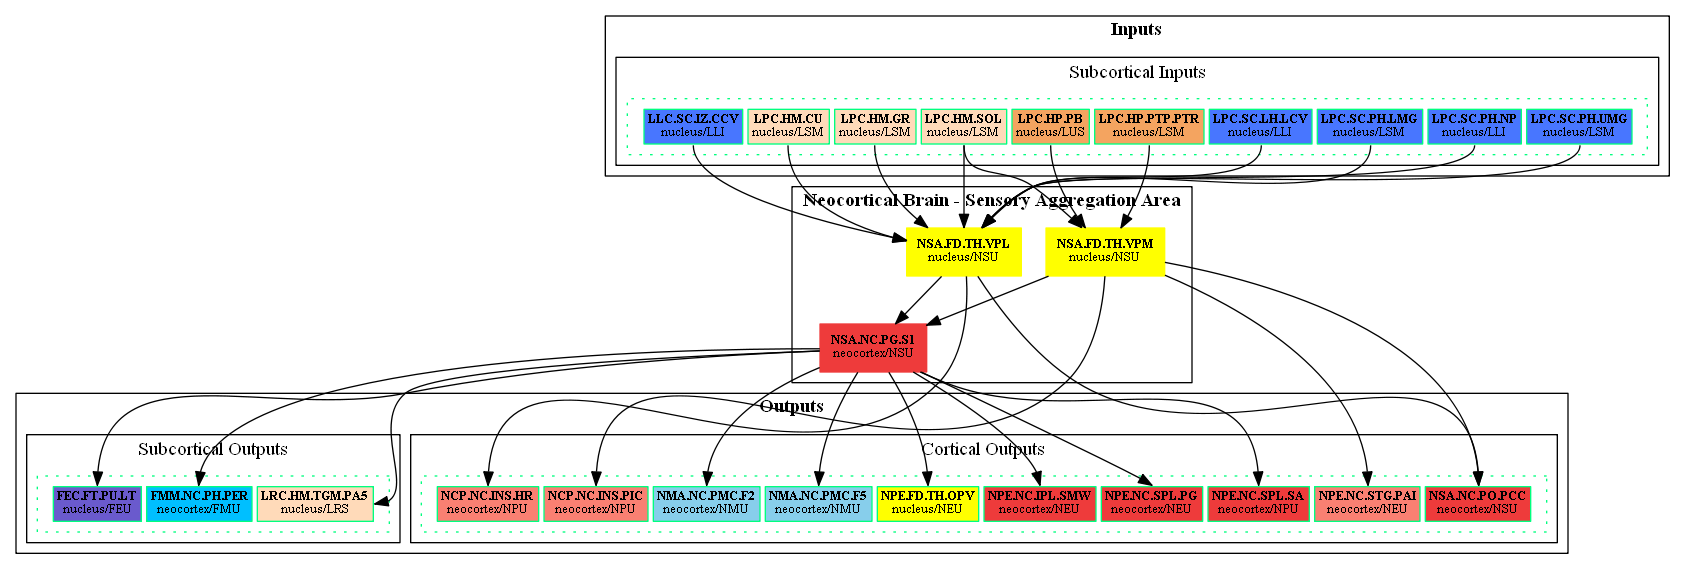 Inputs
Subcortical Inputs
LLC.SC.IZ.CCV
nucleus/LLI
LPC.HM.CU
nucleus/LSM
LPC.HM.GR
nucleus/LSM
LPC.HM.SOL
nucleus/LSM
LPC.HP.PB
nucleus/LUS
LPC.HP.PTP.PTR
nucleus/LSM
LPC.SC.LH.LCV
nucleus/LLI
LPC.SC.PH.LMG
nucleus/LSM
LPC.SC.PH.NP
nucleus/LLI
LPC.SC.PH.UMG
nucleus/LSM
Neocortical Brain - Sensory Aggregation Area
NSA.FD.TH.VPL
nucleus/NSU
NSA.FD.TH.VPM
nucleus/NSU
NSA.NC.PG.S1
neocortex/NSU
Outputs
Subcortical Outputs
FEC.FT.PU.LT
nucleus/FEU
FMM.NC.PH.PER
neocortex/FMU
LRC.HM.TGM.PA5
nucleus/LRS
Cortical Outputs
NCP.NC.INS.HR
neocortex/NPU
NCP.NC.INS.PIC
neocortex/NPU
NMA.NC.PMC.F2
neocortex/NMU
NMA.NC.PMC.F5
neocortex/NMU
NPE.FD.TH.OPV
nucleus/NEU
NPE.NC.IPL.SMW
neocortex/NEU
NPE.NC.SPL.PG
neocortex/NEU
NPE.NC.SPL.SA
neocortex/NPU
NPE.NC.STG.PAI
neocortex/NEU
NSA.NC.PO.PCC
neocortex/NSU